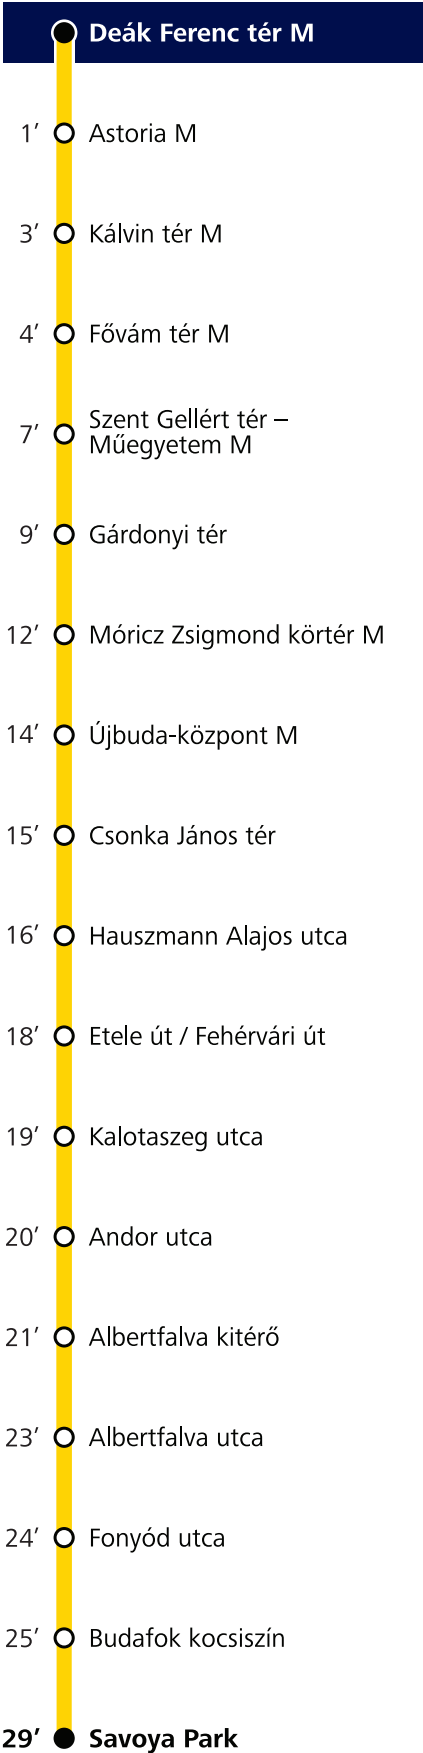 Deák Ferenc tér M
1’ Astoria M
3’ Kálvin tér M
4’ Fővám tér M
7’ Szent Gellért tér –
Műegyetem M
9’ Gárdonyi tér
12’ Móricz Zsigmond körtér M
14’ Újbuda-központ M
15’ Csonka János tér
16’ Hauszmann Alajos utca
18’ Etele út / Fehérvári út
19’ Kalotaszeg utca
20’ Andor utca
21’ Albertfalva kitérő
23’ Albertfalva utca
24’ Fonyód utca
25’ Budafok kocsiszín
29’ Savoya Park